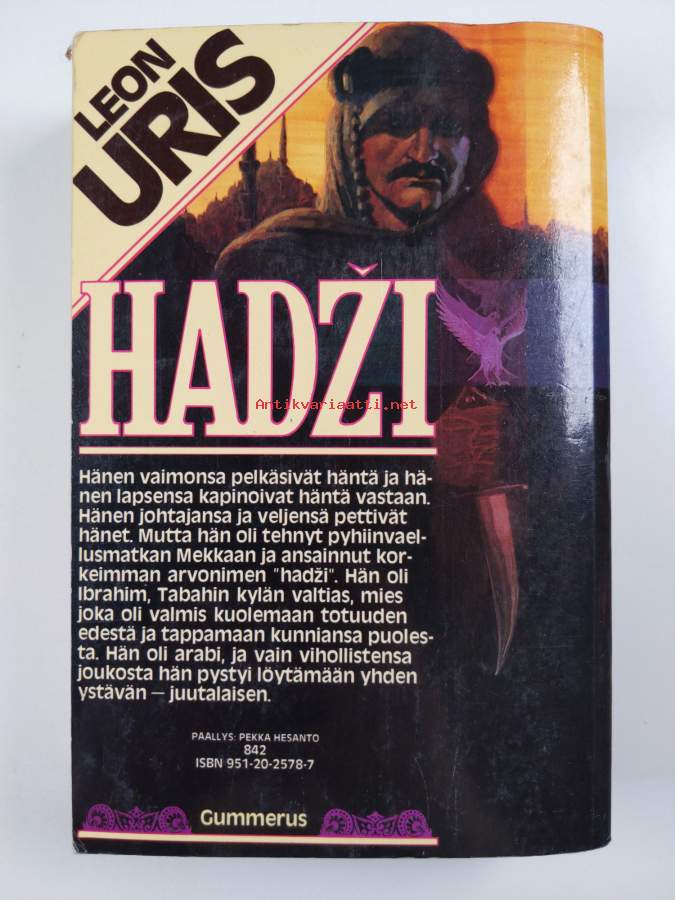 LEON
URIS
HADŽI
Antikvariaatti.net
Hänen vaimonsa pelkäsivät häntä ja hä-
nen lapsensa kapinoivat häntä vastaan.
Hänen johtajansa ja veljensä pettivät
hänet. Mutta hän oli tehnyt pyhiinvael-
lusmatkan Mekkaan ja ansainnut kor-
keimman arvonimen "hadži". Hän oli
Ibrahim, Tabahin kylän valtias, mies
joka oli valmis kuolemaan totuuden
edestä ja tappamaan kunniansa puoles-
ta. Hän oli arabi, ja vain vihollistensa
joukosta hän pystyi löytämään yhden
ystävän — juutalaisen.
PÄÄLLYS: PEKKA HESANTO
842
ISBN 951-20-2578-7
Gummerus